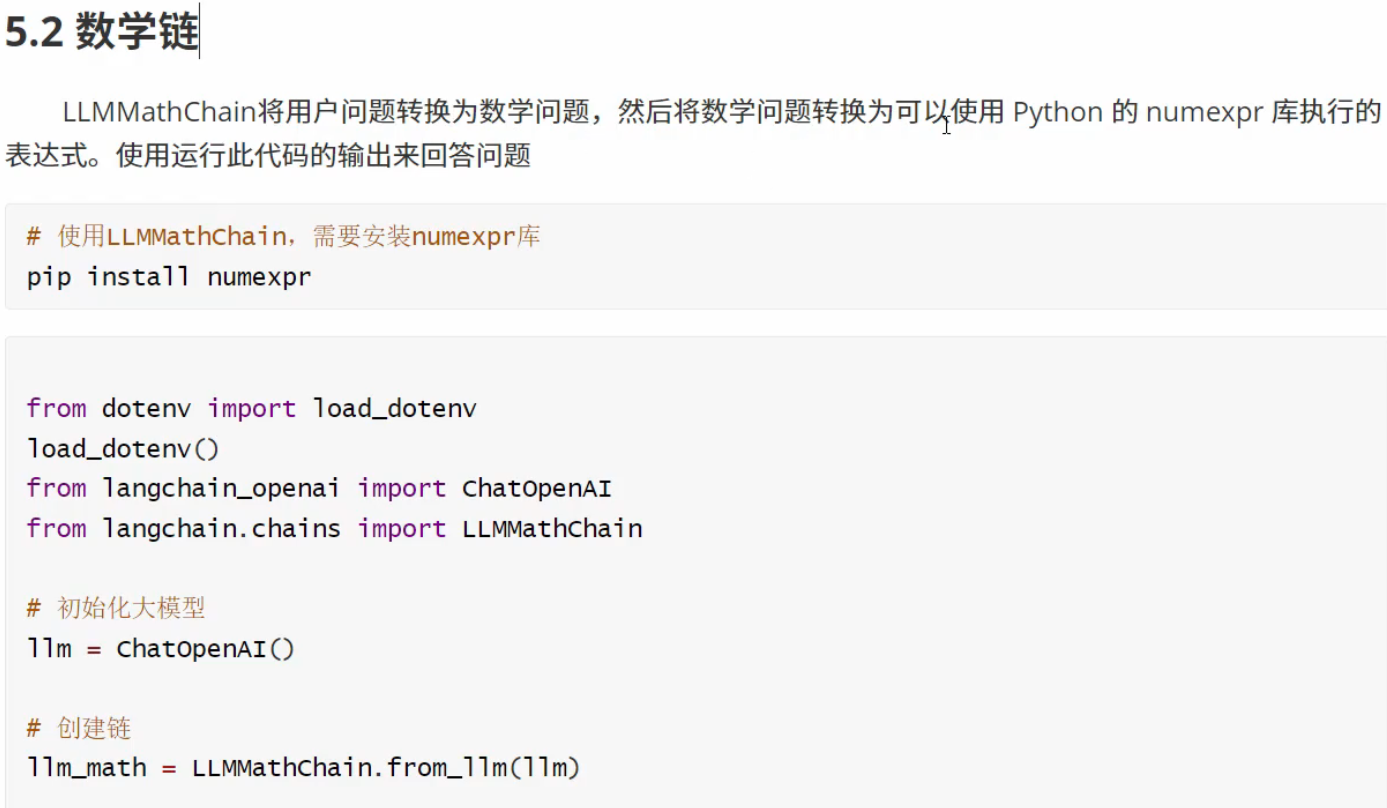 5.2 数学链
LLMMathChain将用户问题转换为数学问题，然后将数学问题转换为可以使用 Python 的 numexpr 库执行的
表达式。使用运行此代码的输出来回答问题
# 使用LLMMathChain，需要安装numexpr库
pip install numexpr
from dotenv import load_dotenv
load_dotenv()
from langchain_openai import ChatOpenAI
from langchain.chains import LLMMathChain
# 初始化大模型
llm = ChatOpenAI()
# 创建链
llm_math = LLMMathChain.from_llm(llm)